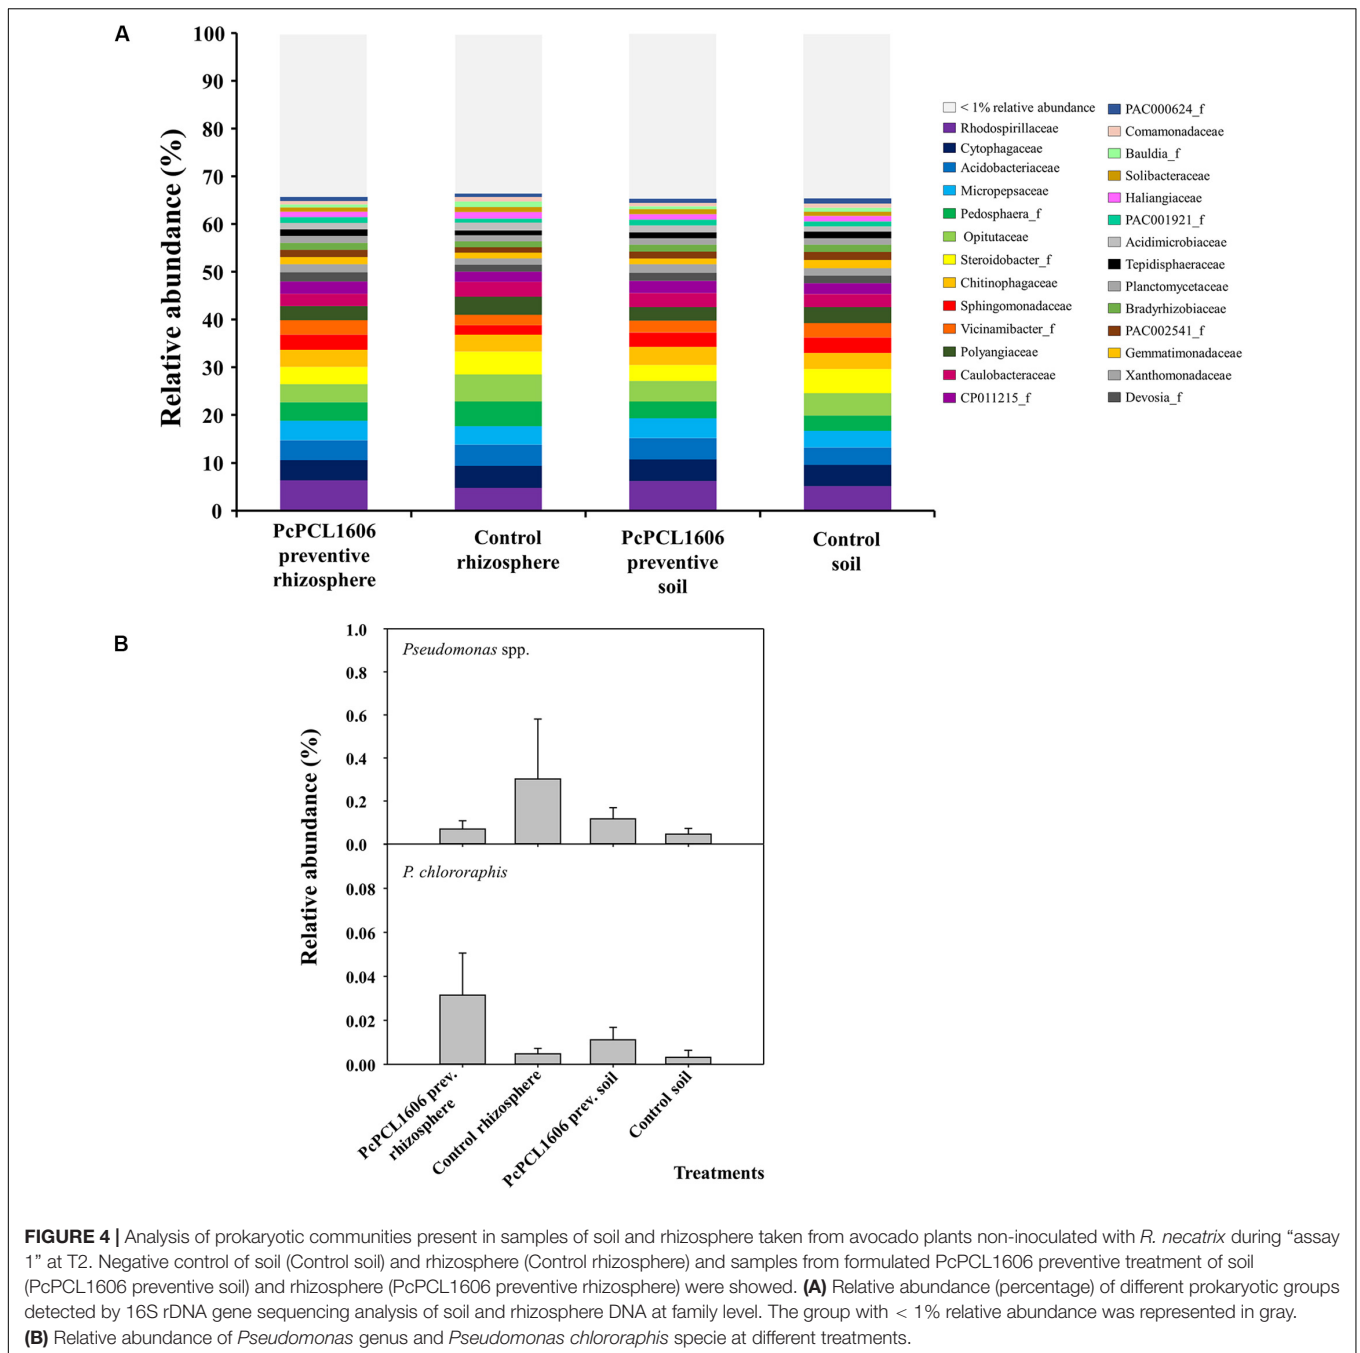 A
100
90
80
70
60
50
40
30
20
10
0
Relative abundance (%)
PcPCL1606
preventive
rhizosphere
Control
rhizosphere
PcPCL1606
preventive
soil
Control
soil
< 1% relative abundance
Rhodospirillaceae
Cytophagaceae
Acidobacteriaceae
Micropepsaceae
Pedosphaera_f
Opitutaceae
Steroidobacter_f
Chitinophagaceae
Sphingomonadaceae
Vicinamibacter_f
Polyangiaceae
Caulobacteraceae
CP011215_f
PAC000624_f
Comamonadaceae
Bauldia_f
Solibacteraceae
Haliangiaceae
PAC001921_f
Acidimicrobiaceae
Tepidisphaeraceae
Planctomycetaceae
Bradyrhizobiaceae
PAC002541_f
Gemmatimonadaceae
Xanthomonadaceae
Devosia_f
B
1.0
0.8
0.6
0.4
0.2
0.0
Pseudomonas spp.
Relative abundance (%)
P. chlororaphis
0.08
0.06
0.04
0.02
0.00
PcPCL1606 prev.
rhizosphere
Control rhizosphere
PcPCL1606 prev. soil
Control soil
Treatments
FIGURE 4 | Analysis of prokaryotic communities present in samples of soil and rhizosphere taken from avocado plants non-inoculated with R. necatrix during “assay
1” at T2. Negative control of soil (Control soil) and rhizosphere (Control rhizosphere) and samples from formulated PcPCL1606 preventive treatment of soil
(PcPCL1606 preventive soil) and rhizosphere (PcPCL1606 preventive rhizosphere) were showed. (A) Relative abundance (percentage) of different prokaryotic groups
detected by 16S rDNA gene sequencing analysis of soil and rhizosphere DNA at family level. The group with < 1% relative abundance was represented in gray.
(B) Relative abundance of Pseudomonas genus and Pseudomonas chlororaphis specie at different treatments.